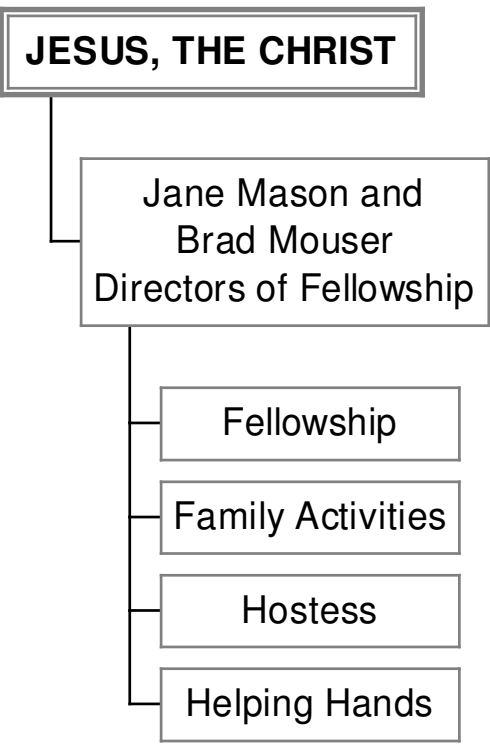 JESUS, THE CHRIST
Jane Mason and
Brad Mouser
Directors of Fellowship
Fellowship
Family Activities
Hostess
Helping Hands